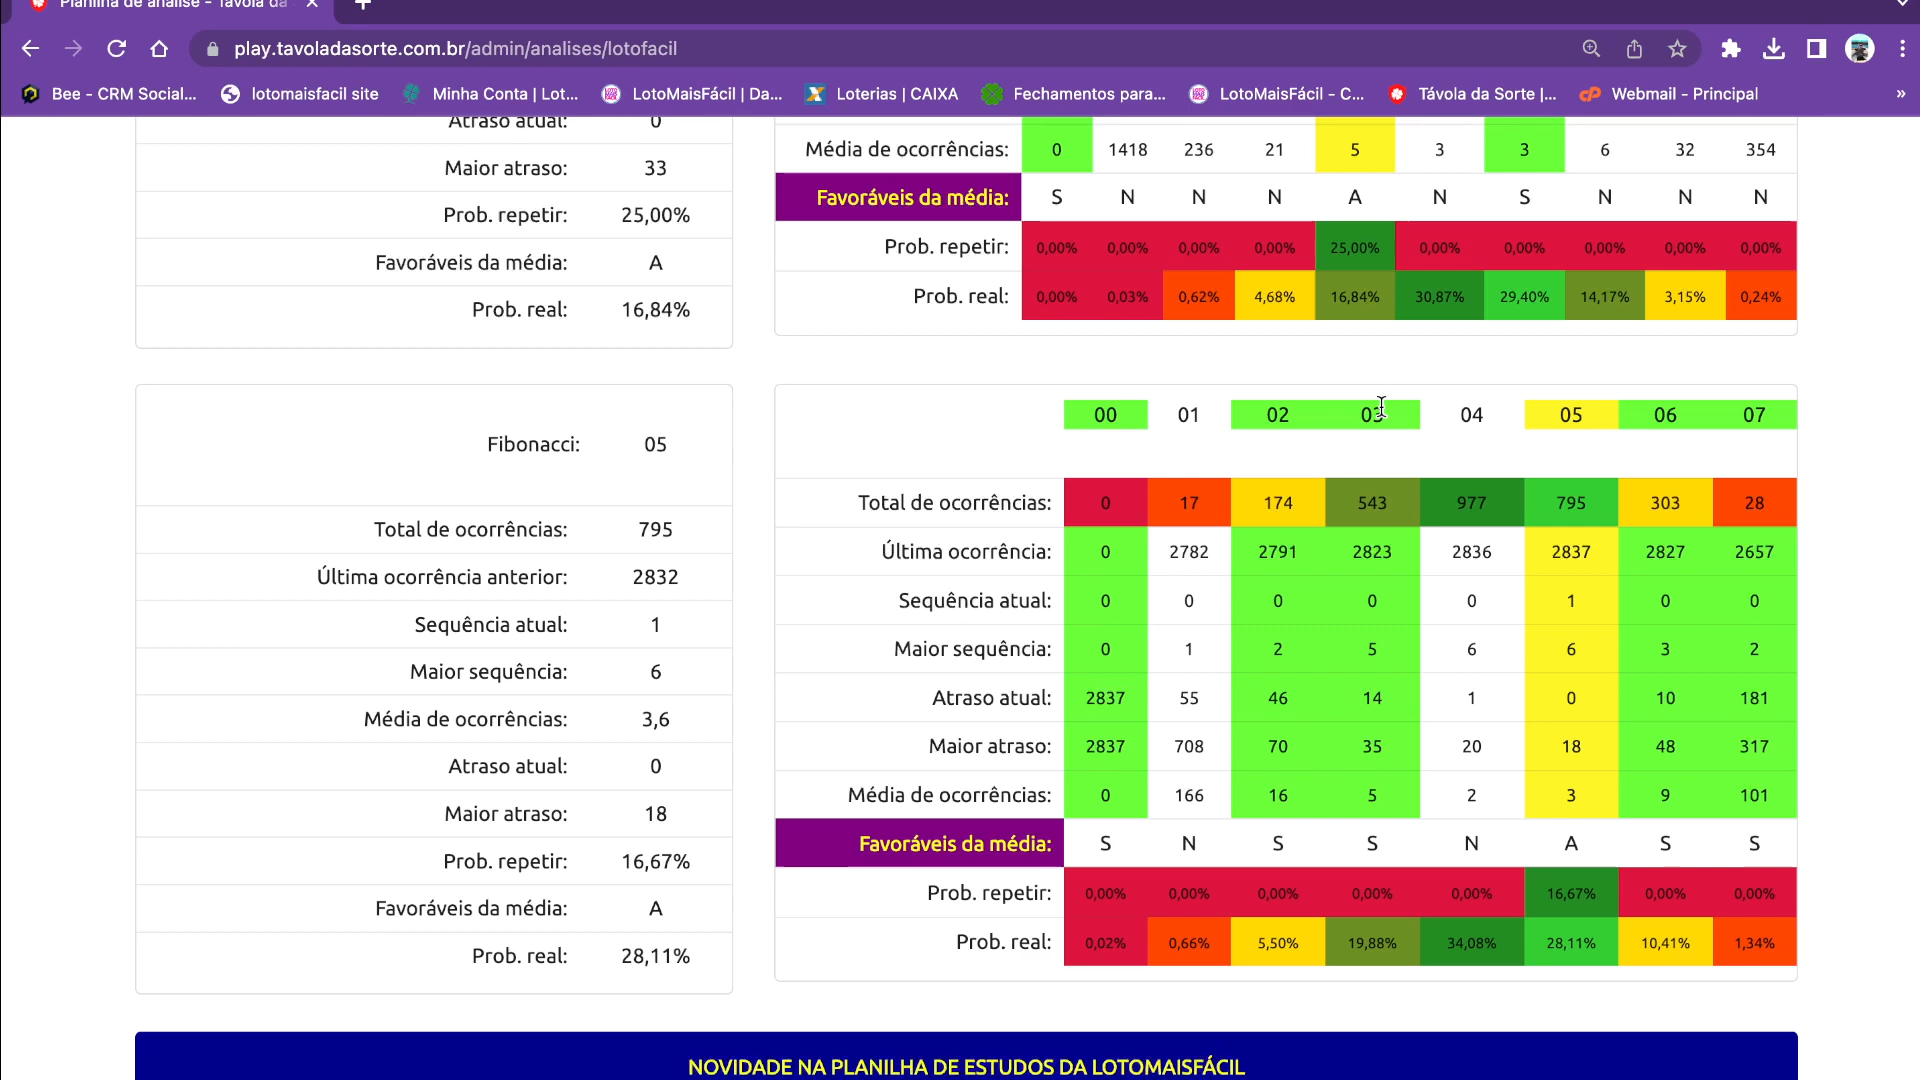 Planilha de análise - Távola da
play.tavoladasorte.com.br/admin/analises/lotofacil
Bee - CRM Social... lotomaisfacil site Minha Conta | Lot... LotoMaisFácil | Da... Loterias | CAIXA Fechamentos para... LotoMaisFácil - C... Távola da Sorte |... Webmail - Principal »
Atraso atual: 0
Maior atraso: 33
Prob. repetir: 25,00%
Favoráveis da média: A
Prob. real: 16,84%
Média de ocorrências: 0 1418 236 21 5 3 3 6 32 354
Favoráveis da média: S N N N A N S N N N
Prob. repetir: 0,00% 0,00% 0,00% 0,00% 25,00% 0,00% 0,00% 0,00% 0,00% 0,00%
Prob. real: 0,00% 0,03% 0,62% 4,68% 16,84% 30,87% 29,40% 14,17% 3,15% 0,24%
Fibonacci: 05
Total de ocorrências: 795
Última ocorrência anterior: 2832
Sequência atual: 1
Maior sequência: 6
Média de ocorrências: 3,6
Atraso atual: 0
Maior atraso: 18
Prob. repetir: 16,67%
Favoráveis da média: A
Prob. real: 28,11%
00 01 02 03 04 05 06 07
Total de ocorrências: 0 17 174 543 977 795 303 28
Última ocorrência: 0 2782 2791 2823 2836 2837 2827 2657
Sequência atual: 0 0 0 0 0 1 0 0
Maior sequência: 0 1 2 5 6 6 3 2
Atraso atual: 2837 55 46 14 1 0 10 181
Maior atraso: 2837 708 70 35 20 18 48 317
Média de ocorrências: 0 166 16 5 2 3 9 101
Favoráveis da média: S N S S N A S S
Prob. repetir: 0,00% 0,00% 0,00% 0,00% 0,00% 16,67% 0,00% 0,00%
Prob. real: 0,02% 0,66% 5,50% 19,88% 34,08% 28,11% 10,41% 1,34%
NOVIDADE NA PLANILHA DE ESTUDOS DA LOTOMAISFÁCIL